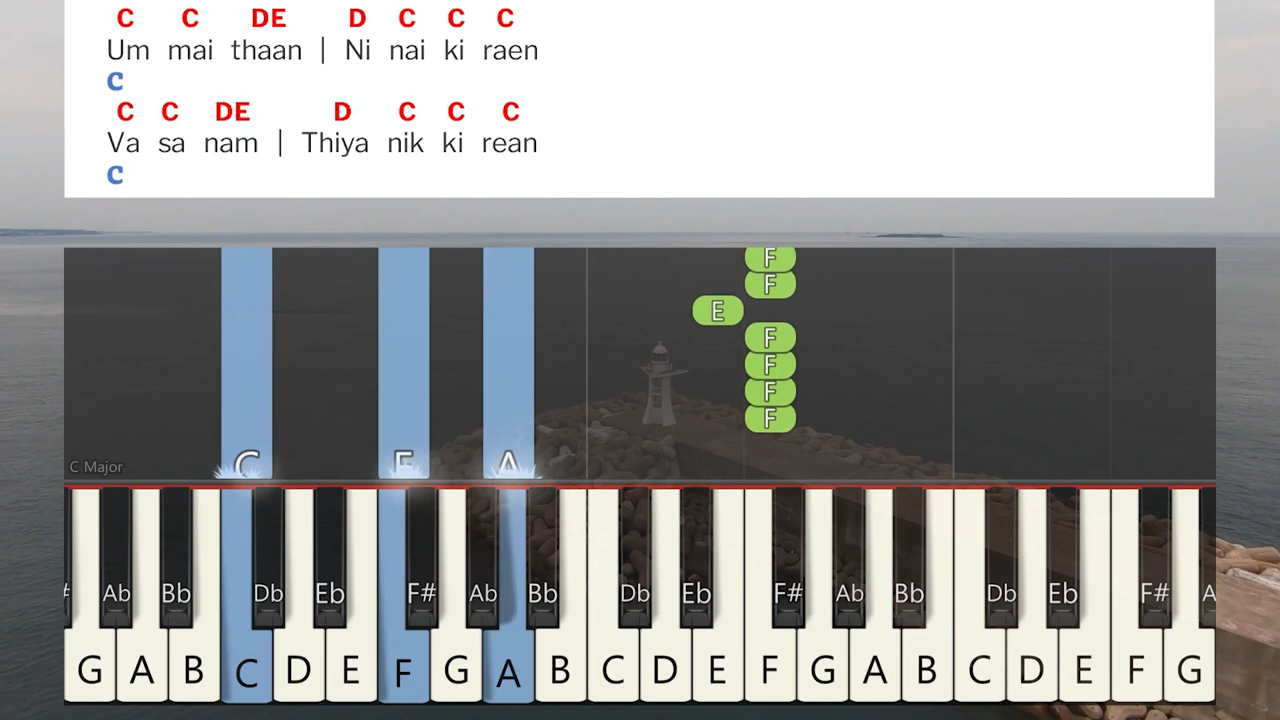 C C DE D C C C
Um mai thaan | Ni nai ki raen
C
C C DE D C C C
Va sa nam | Thiya nik ki rean
C
F
F
E
F
F
F
F
C F A
C Major
Ab Bb Db Eb F# Ab Bb Db Eb F# Ab Bb Db Eb F# A
G A B C D E F G A B C D E F G A B C D E F G